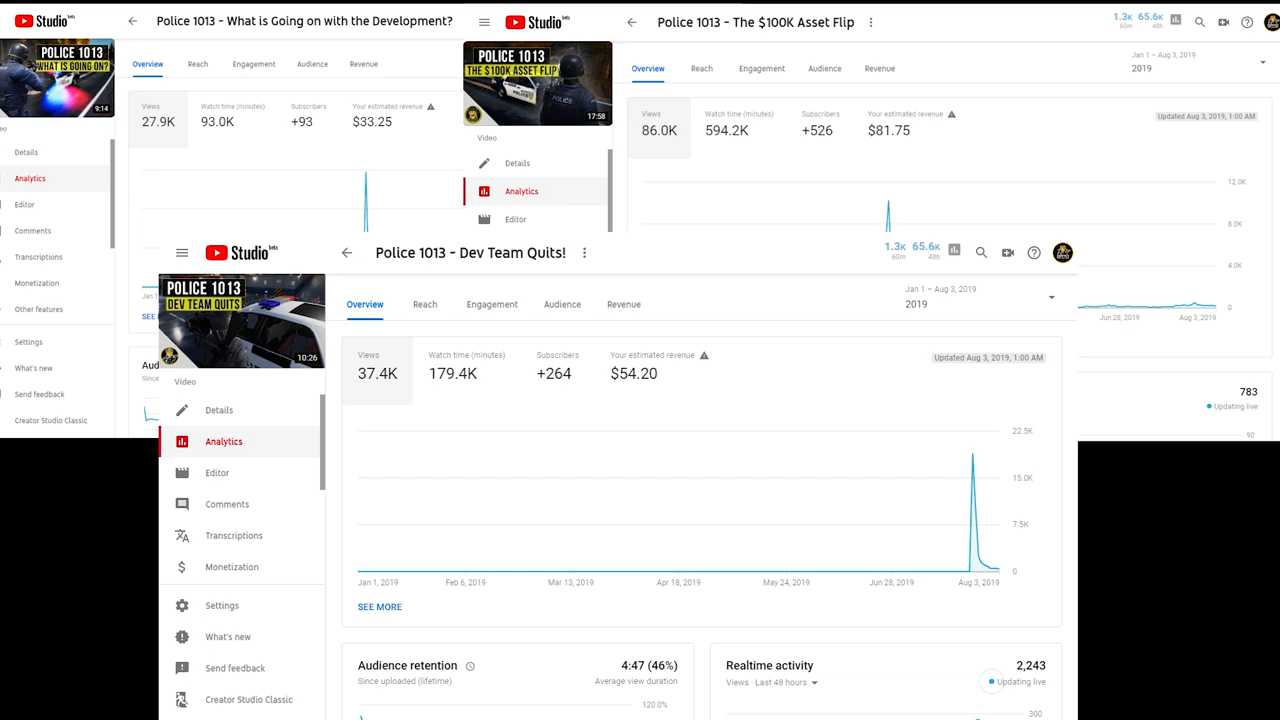 Studio beta
Police 1013 - What is Going on with the Development?
POLICE 1013
WHAT IS GOING ON?
9:14
Overview
Reach
Engagement
Audience
Revenue
Views
27.9K
Watch time (minutes)
93.0K
Subscribers
+93
Your estimated revenue
$33.25
Details
Analytics
Editor
Comments
Transcriptions
Monetization
Other features
Settings
What's new
Send feedback
Creator Studio Classic
Jan 1
SEE
Aud
Since
Studio beta
Police 1013 - The $100K Asset Flip
1.3K 65.6K
60m 48h
POLICE 1013
THE $100K ASSET FLIP
POLICE
17:58
Video
Details
Analytics
Editor
Overview
Reach
Engagement
Audience
Revenue
Jan 1 – Aug 3, 2019
2019
Views
86.0K
Watch time (minutes)
594.2K
Subscribers
+526
Your estimated revenue
$81.75
Updated Aug 3, 2019, 1:00 AM
12.0K
8.0K
4.0K
0
Jun 28, 2019
Aug 3, 2019
783
Updating live
90
Studio beta
Police 1013 - Dev Team Quits!
1.3K 65.6K
60m 48h
POLICE 1013
DEV TEAM QUITS
10:26
Video
Details
Analytics
Editor
Comments
Transcriptions
Monetization
Settings
What's new
Send feedback
Creator Studio Classic
Overview
Reach
Engagement
Audience
Revenue
Jan 1 – Aug 3, 2019
2019
Views
37.4K
Watch time (minutes)
179.4K
Subscribers
+264
Your estimated revenue
$54.20
Updated Aug 3, 2019, 1:00 AM
22.5K
15.0K
7.5K
0
Jan 1, 2019
Feb 6, 2019
Mar 13, 2019
Apr 18, 2019
May 24, 2019
Jun 28, 2019
Aug 3, 2019
SEE MORE
Audience retention
4:47 (46%)
Since uploaded (lifetime)
Average view duration
120.0%
Realtime activity
2,243
Views · Last 48 hours
Updating live
300